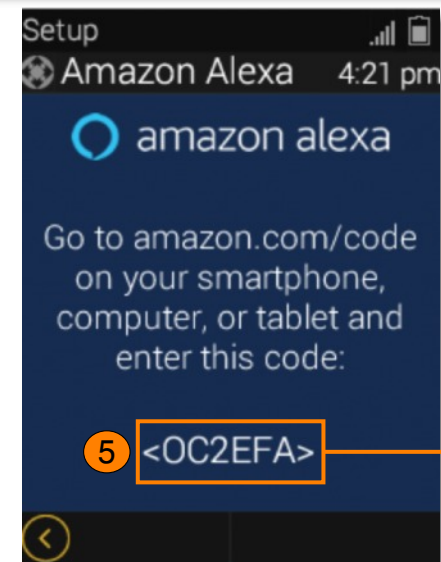 Setup
Amazon Alexa 4:21 pm
amazon alexa
Go to amazon.com/code
on your smartphone,
computer, or tablet and
enter this code:
5 <OC2EFA>